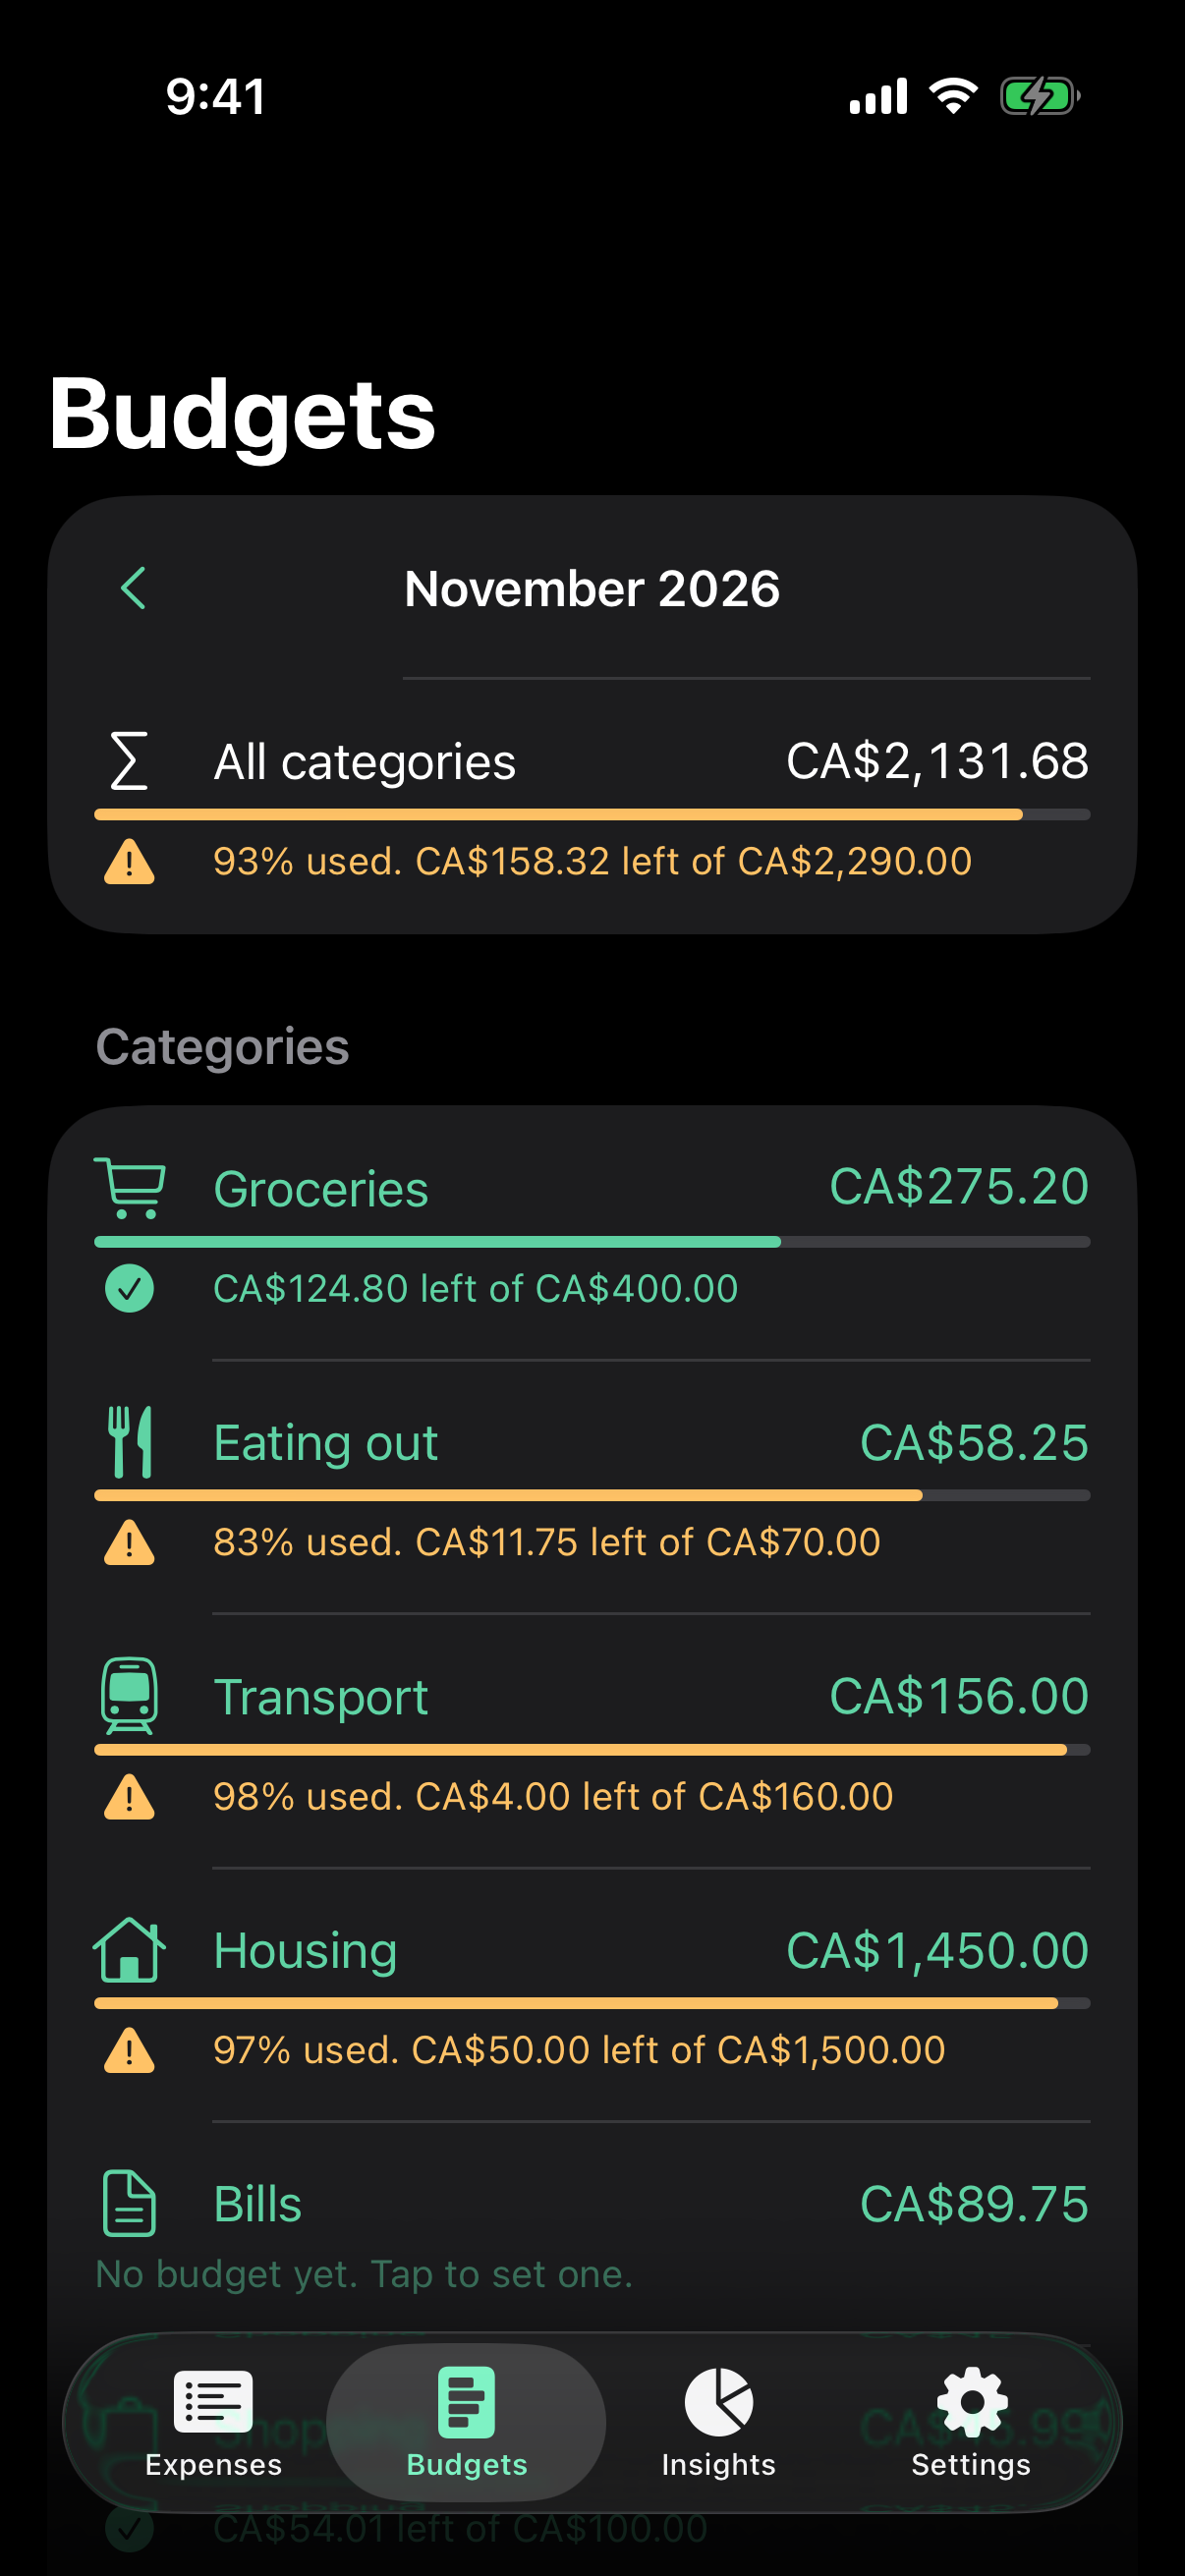 9:41
Budgets
November 2026
All categories CA$2,131.68
93% used. CA$158.32 left of CA$2,290.00
Categories
Groceries CA$275.20
CA$124.80 left of CA$400.00
Eating out CA$58.25
83% used. CA$11.75 left of CA$70.00
Transport CA$156.00
98% used. CA$4.00 left of CA$160.00
Housing CA$1,450.00
97% used. CA$50.00 left of CA$1,500.00
Bills CA$89.75
No budget yet. Tap to set one.
Expenses Budgets Insights Settings
CA$54.01 left of CA$100.00